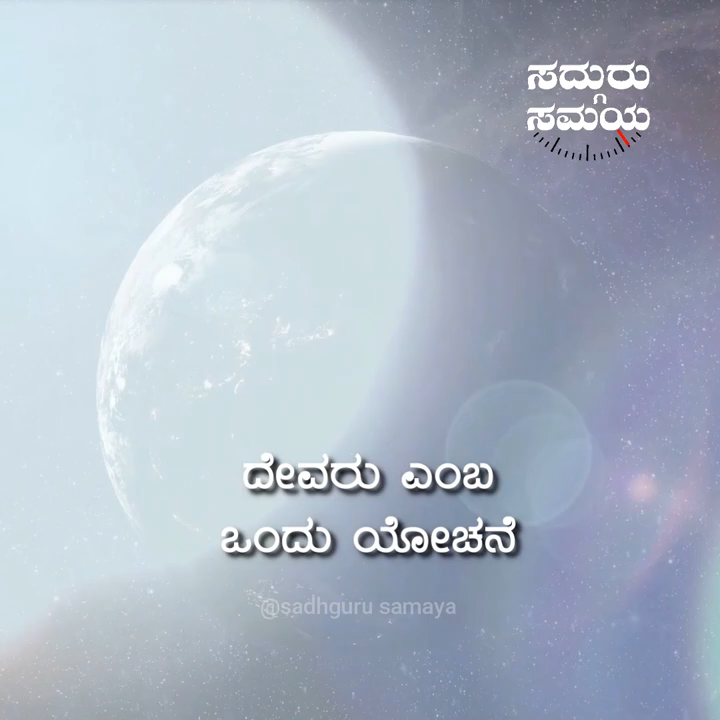 ಸದ್ಗುರು
ಸಮಯ
ದೇವರು ಎಂಬ
ಒಂದು ಯೋಚನೆ
@sadhguru samaya